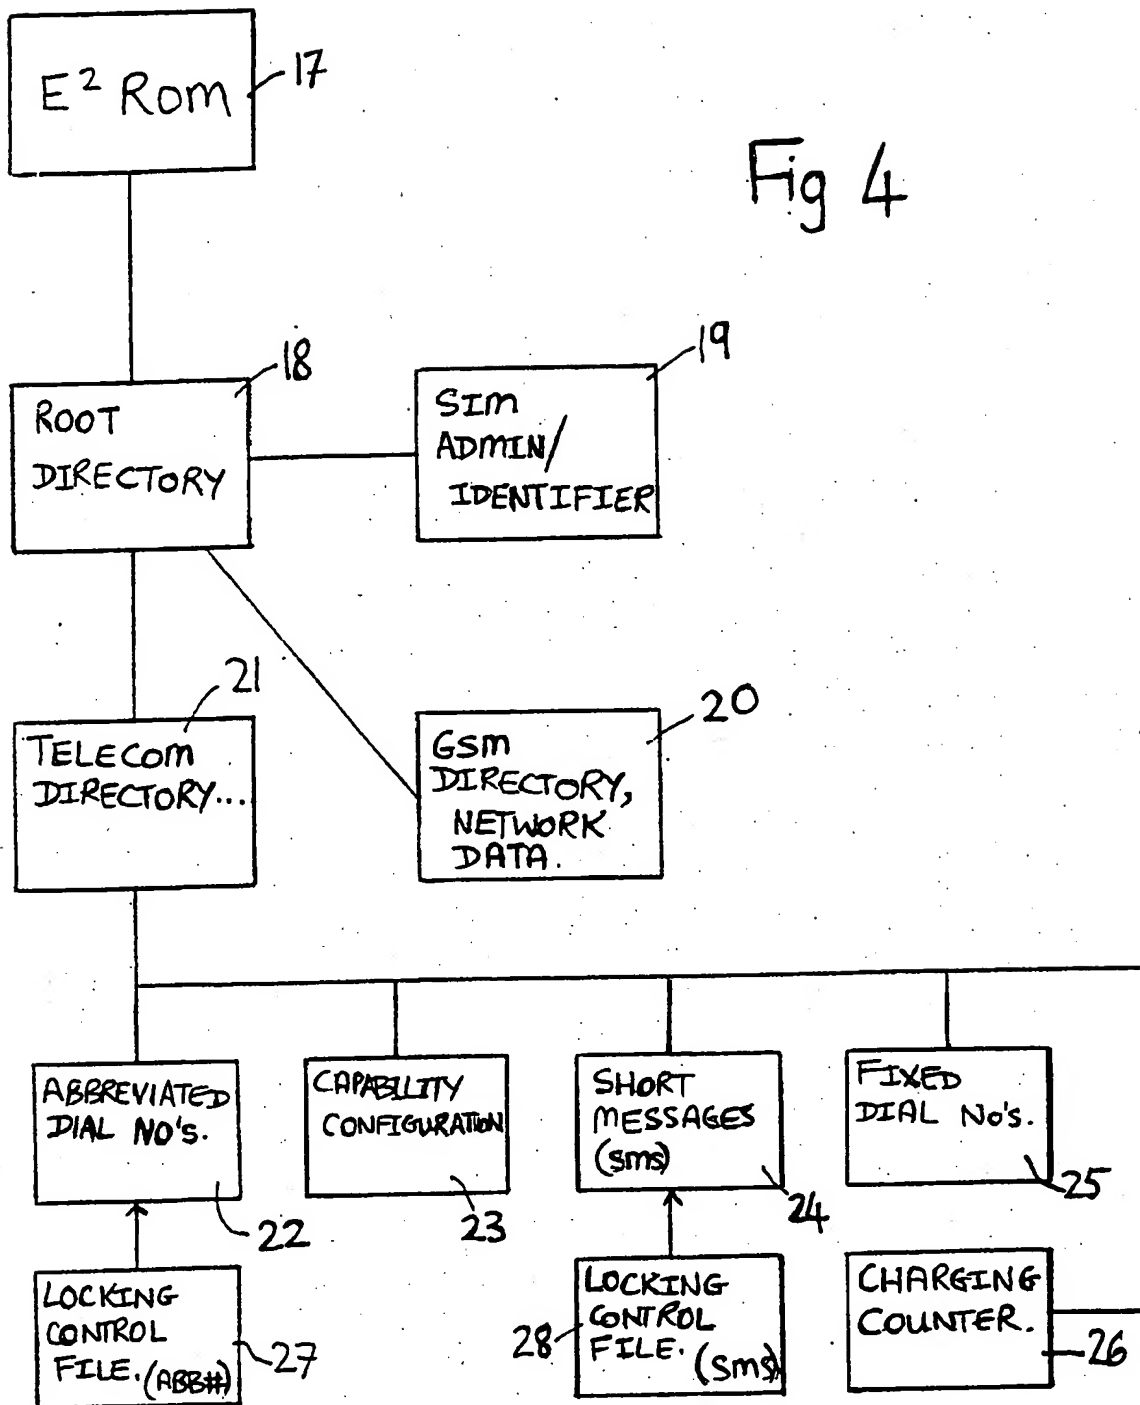 E² Rom
17
Fig 4
18
19
ROOT
DIRECTORY
SIM
ADMIN/
IDENTIFIER
21
20
TELECOM
DIRECTORY...
GSM
DIRECTORY,
NETWORK
DATA.
ABBREVIATED
DIAL NO'S.
22
CAPABILITY
CONFIGURATION
23
SHORT
MESSAGES
(sms)
24
FIXED
DIAL No's.
25
LOCKING
CONTROL
FILE. (ABB#)
27
28
LOCKING
CONTROL
FILE. (sms)
CHARGING
COUNTER.
26